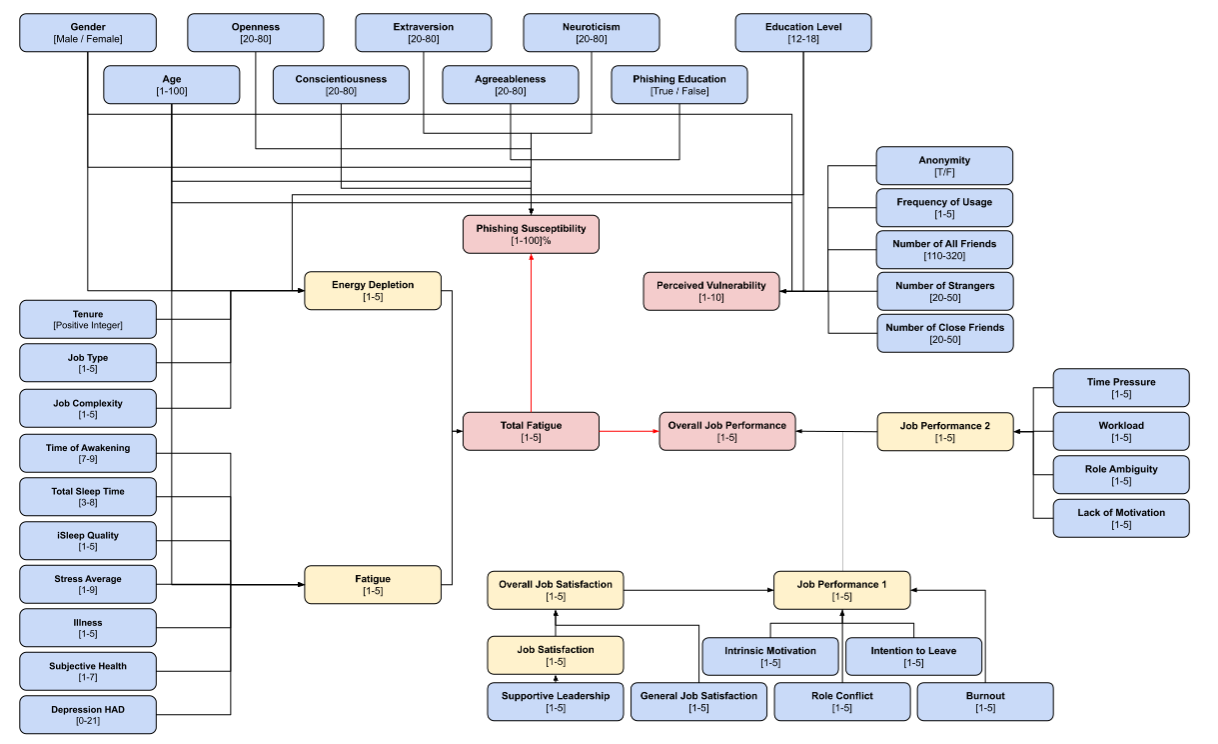 Gender
[Male / Female]
Openness
[20-80]
Extraversion
[20-80]
Neuroticism
[20-80]
Education Level
[12-18]
Age
[1-100]
Conscientiousness
[20-80]
Agreeableness
[20-80]
Phishing Education
[True / False]
Anonymity
[T/F]
Frequency of Usage
[1-5]
Number of All Friends
[110-320]
Number of Strangers
[20-50]
Number of Close Friends
[20-50]
Phishing Susceptibility
[1-100]%
Perceived Vulnerability
[1-10]
Energy Depletion
[1-5]
Tenure
[Positive Integer]
Job Type
[1-5]
Job Complexity
[1-5]
Time of Awakening
[7-9]
Total Sleep Time
[3-8]
iSleep Quality
[1-5]
Stress Average
[1-9]
Illness
[1-5]
Subjective Health
[1-7]
Depression HAD
[0-21]
Total Fatigue
[1-5]
Overall Job Performance
[1-5]
Job Performance 2
[1-5]
Time Pressure
[1-5]
Workload
[1-5]
Role Ambiguity
[1-5]
Lack of Motivation
[1-5]
Fatigue
[1-5]
Overall Job Satisfaction
[1-5]
Job Performance 1
[1-5]
Job Satisfaction
[1-5]
Intrinsic Motivation
[1-5]
Intention to Leave
[1-5]
Supportive Leadership
[1-5]
General Job Satisfaction
[1-5]
Role Conflict
[1-5]
Burnout
[1-5]